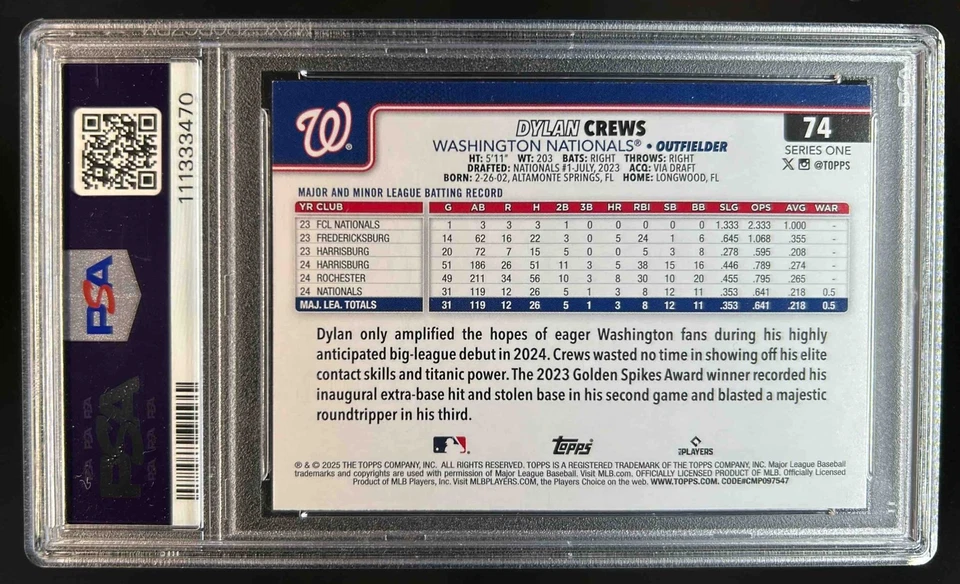 111333470
PSA
PSA
W®
DYLAN CREWS
74
WASHINGTON NATIONALS® • OUTFIELDER
SERIES ONE
HT: 5'11" WT: 203 BATS: RIGHT THROWS: RIGHT
DRAFTED: NATIONALS #1-JULY, 2023 ACQ: VIA DRAFT
X @TOPPS
BORN: 2-26-02, ALTAMONTE SPRINGS, FL HOME: LONGWOOD, FL
MAJOR AND MINOR LEAGUE BATTING RECORD
YR CLUB G AB R H 2B 3B HR RBI SB BB SLG OPS AVG WAR
23 FCL NATIONALS 1 3 3 3 1 0 0 0 0 0 1.333 2.333 1.000 -
23 FREDERICKSBURG 14 62 16 22 3 0 5 24 1 6 .645 1.068 .355 -
23 HARRISBURG 20 72 7 15 5 0 0 5 3 8 .278 .595 .208 -
24 HARRISBURG 51 186 26 51 11 3 5 38 15 16 .446 .789 .274 -
24 ROCHESTER 49 211 34 56 10 3 8 30 10 20 .455 .795 .265 -
24 NATIONALS 31 119 12 26 5 1 3 8 12 11 .353 .641 .218 0.5
MAJ. LEA. TOTALS 31 119 12 26 5 1 3 8 12 11 .353 .641 .218 0.5
Dylan only amplified the hopes of eager Washington fans during his highly
anticipated big-league debut in 2024. Crews wasted no time in showing off his elite
contact skills and titanic power. The 2023 Golden Spikes Award winner recorded his
inaugural extra-base hit and stolen base in his second game and blasted a majestic
roundtripper in his third.
Topps
PLAYERS
® & © 2025 THE TOPPS COMPANY, INC. ALL RIGHTS RESERVED. TOPPS IS A REGISTERED TRADEMARK OF THE TOPPS COMPANY, INC. Major League Baseball
trademarks and copyrights are used with permission of Major League Baseball. Visit MLB.com. OFFICIALLY LICENSED PRODUCT OF MLB. Officially Licensed
Product of MLB Players, Inc. Visit MLBPLAYERS.COM, the Players Choice on the web. WWW.TOPPS.COM. CODE#CMP097547